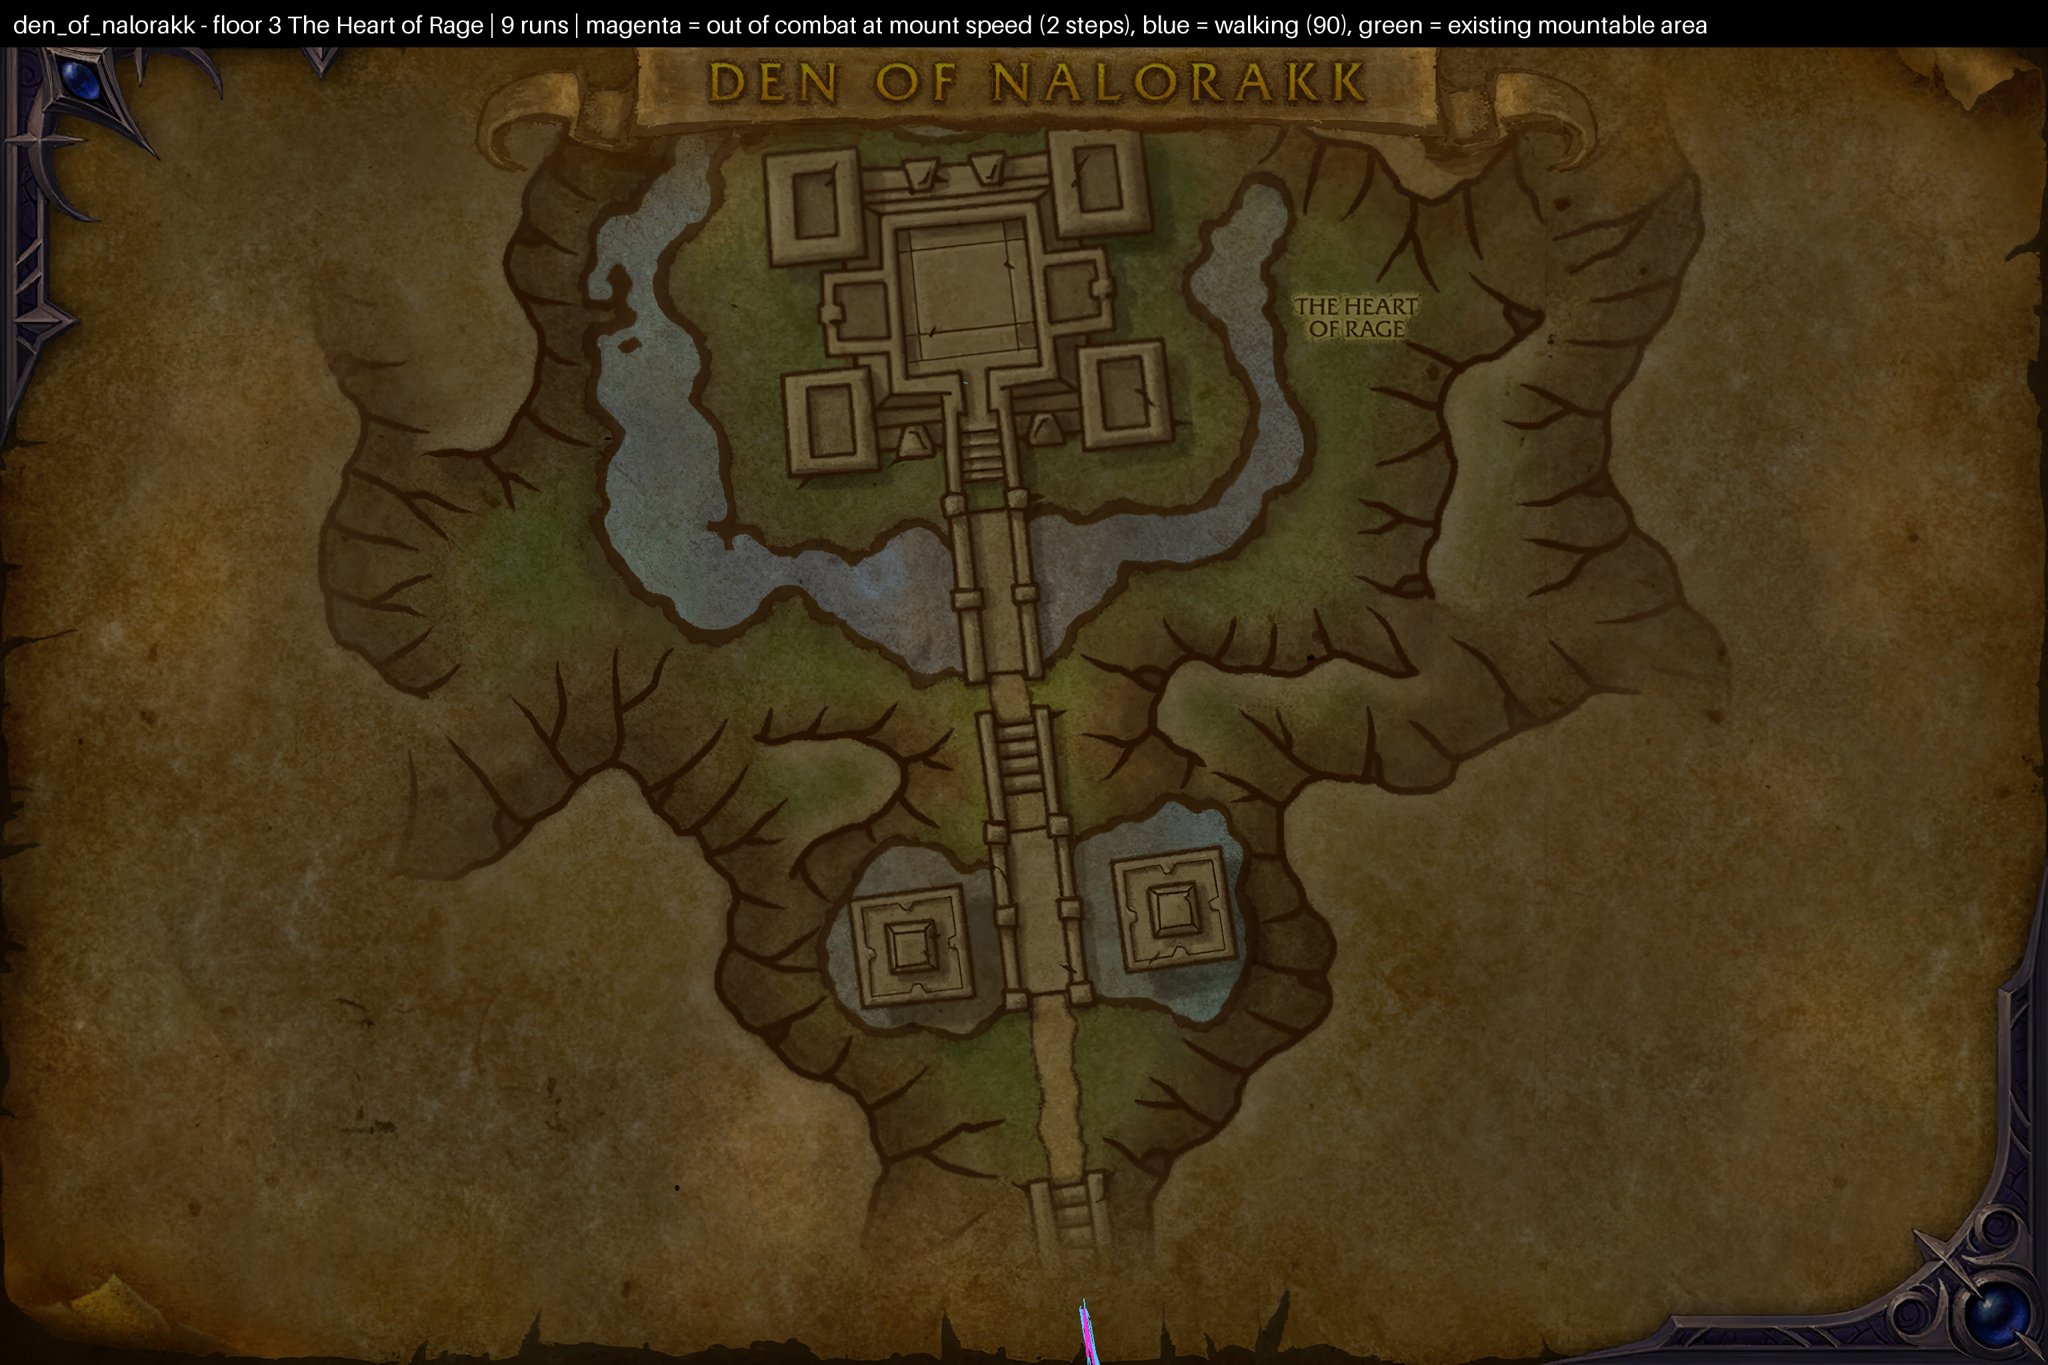 den_of_nalorakk - floor 3 The Heart of Rage | 9 runs | magenta = out of combat at mount speed (2 steps), blue = walking (90), green = existing mountable area
DEN OF NALORAKK
THE HEART
OF RAGE